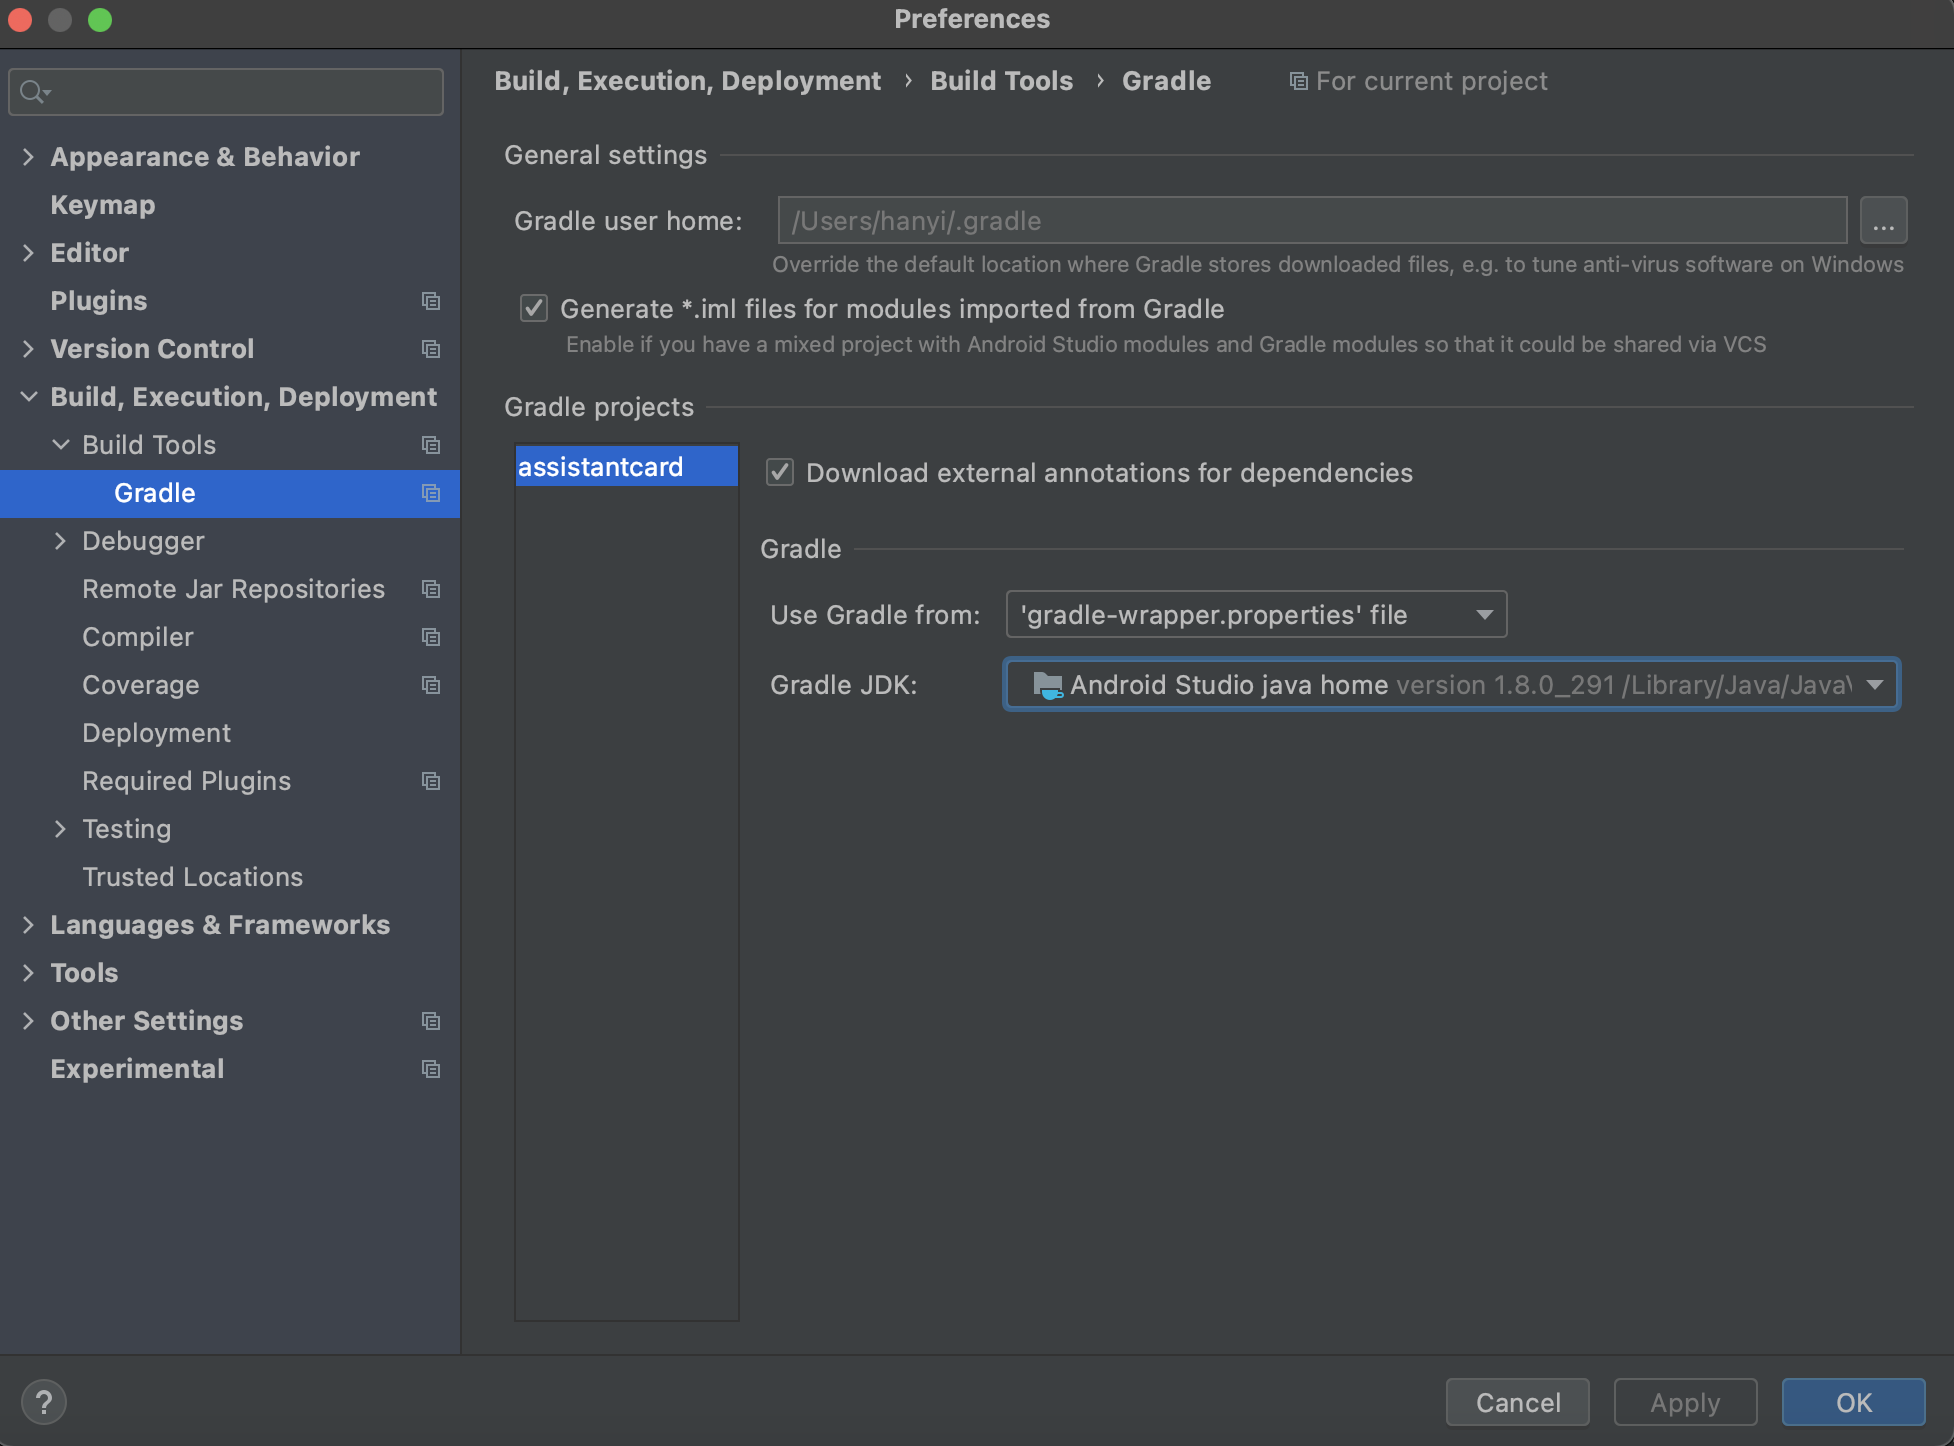 Preferences
Build, Execution, Deployment › Build Tools › Gradle For current project
Appearance & Behavior
Keymap
Editor
Plugins
Version Control
Build, Execution, Deployment
Build Tools
Gradle
Debugger
Remote Jar Repositories
Compiler
Coverage
Deployment
Required Plugins
Testing
Trusted Locations
Languages & Frameworks
Tools
Other Settings
Experimental
General settings
Gradle user home: /Users/hanyi/.gradle ...
Override the default location where Gradle stores downloaded files, e.g. to tune anti-virus software on Windows
Generate *.iml files for modules imported from Gradle
Enable if you have a mixed project with Android Studio modules and Gradle modules so that it could be shared via VCS
Gradle projects
assistantcard
Download external annotations for dependencies
Gradle
Use Gradle from: 'gradle-wrapper.properties' file
Gradle JDK: Android Studio java home version 1.8.0_291 /Library/Java/Java
? Cancel Apply OK